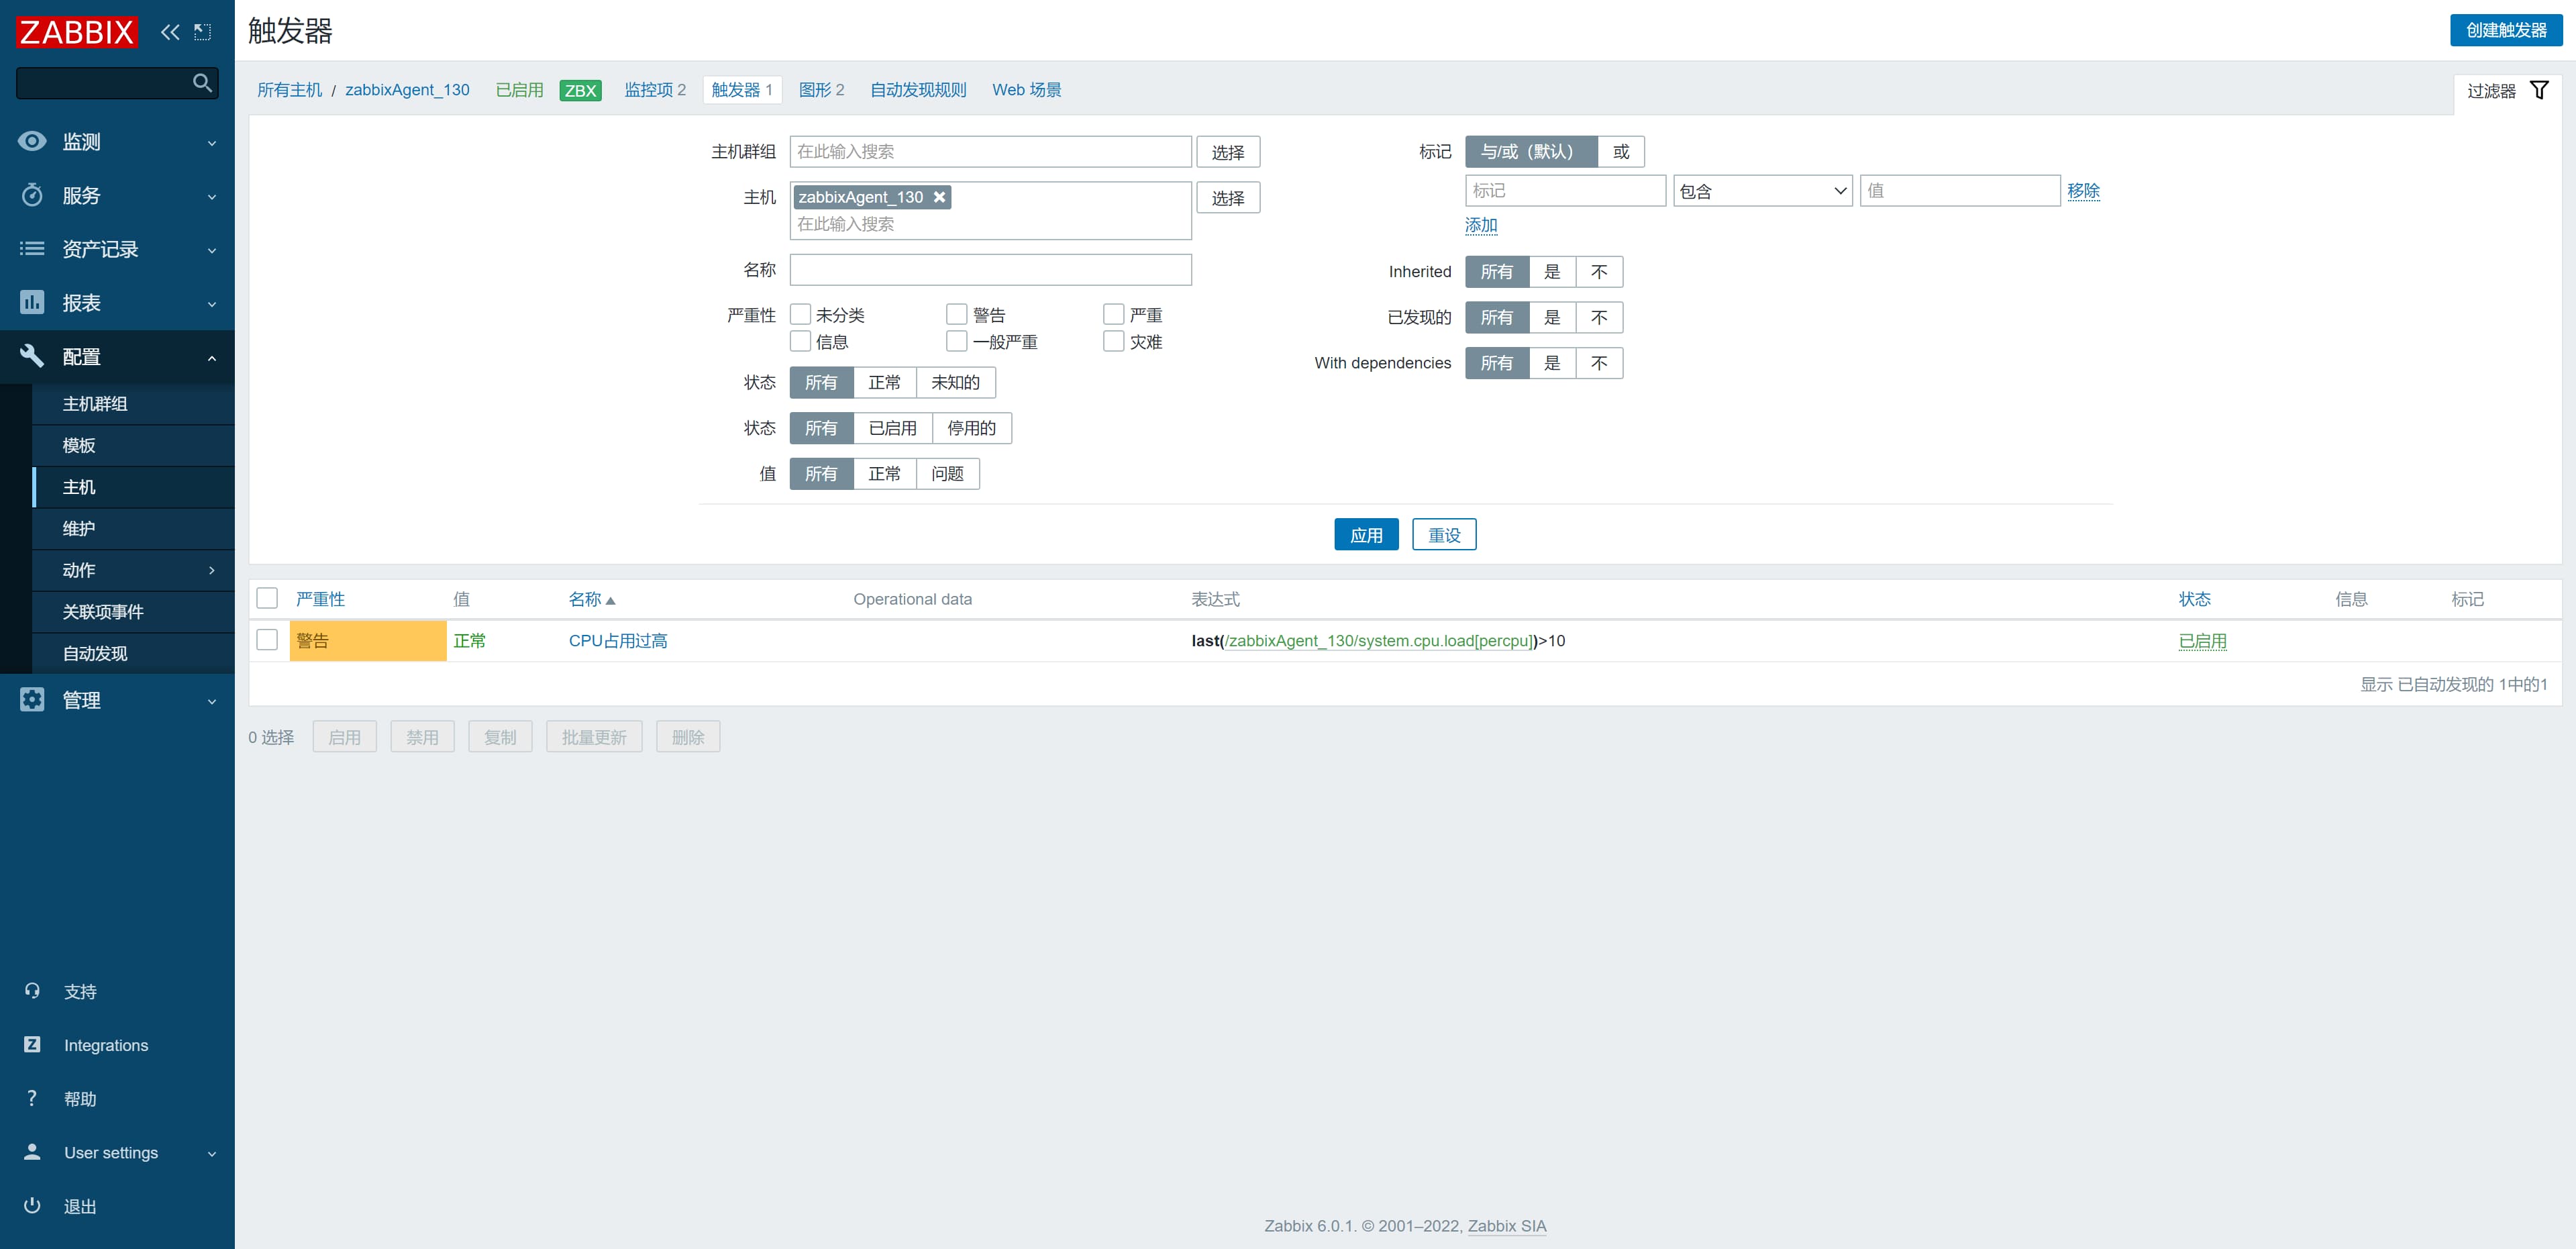 ZABBIX
触发器
创建触发器
所有主机 / zabbixAgent_130 已启用 ZBX 监控项 2 触发器 1 图形 2 自动发现规则 Web 场景
过滤器
监测
服务
资产记录
报表
配置
主机群组
模板
主机
维护
动作
关联项事件
自动发现
管理
支持
Integrations
帮助
User settings
退出
主机群组 在此输入搜索 选择
主机 zabbixAgent_130 选择
在此输入搜索
名称
严重性 未分类 警告 严重
信息 一般严重 灾难
状态 所有 正常 未知的
状态 所有 已启用 停用的
值 所有 正常 问题
标记 与/或（默认） 或
标记 包含 值 移除
添加
Inherited 所有 是 不
已发现的 所有 是 不
With dependencies 所有 是 不
应用 重设
严重性 值 名称 Operational data 表达式 状态 信息 标记
警告 正常 CPU占用过高 last(/zabbixAgent_130/system.cpu.load[percpu])>10 已启用
显示 已自动发现的 1中的1
0 选择 启用 禁用 复制 批量更新 删除
Zabbix 6.0.1. © 2001–2022, Zabbix SIA